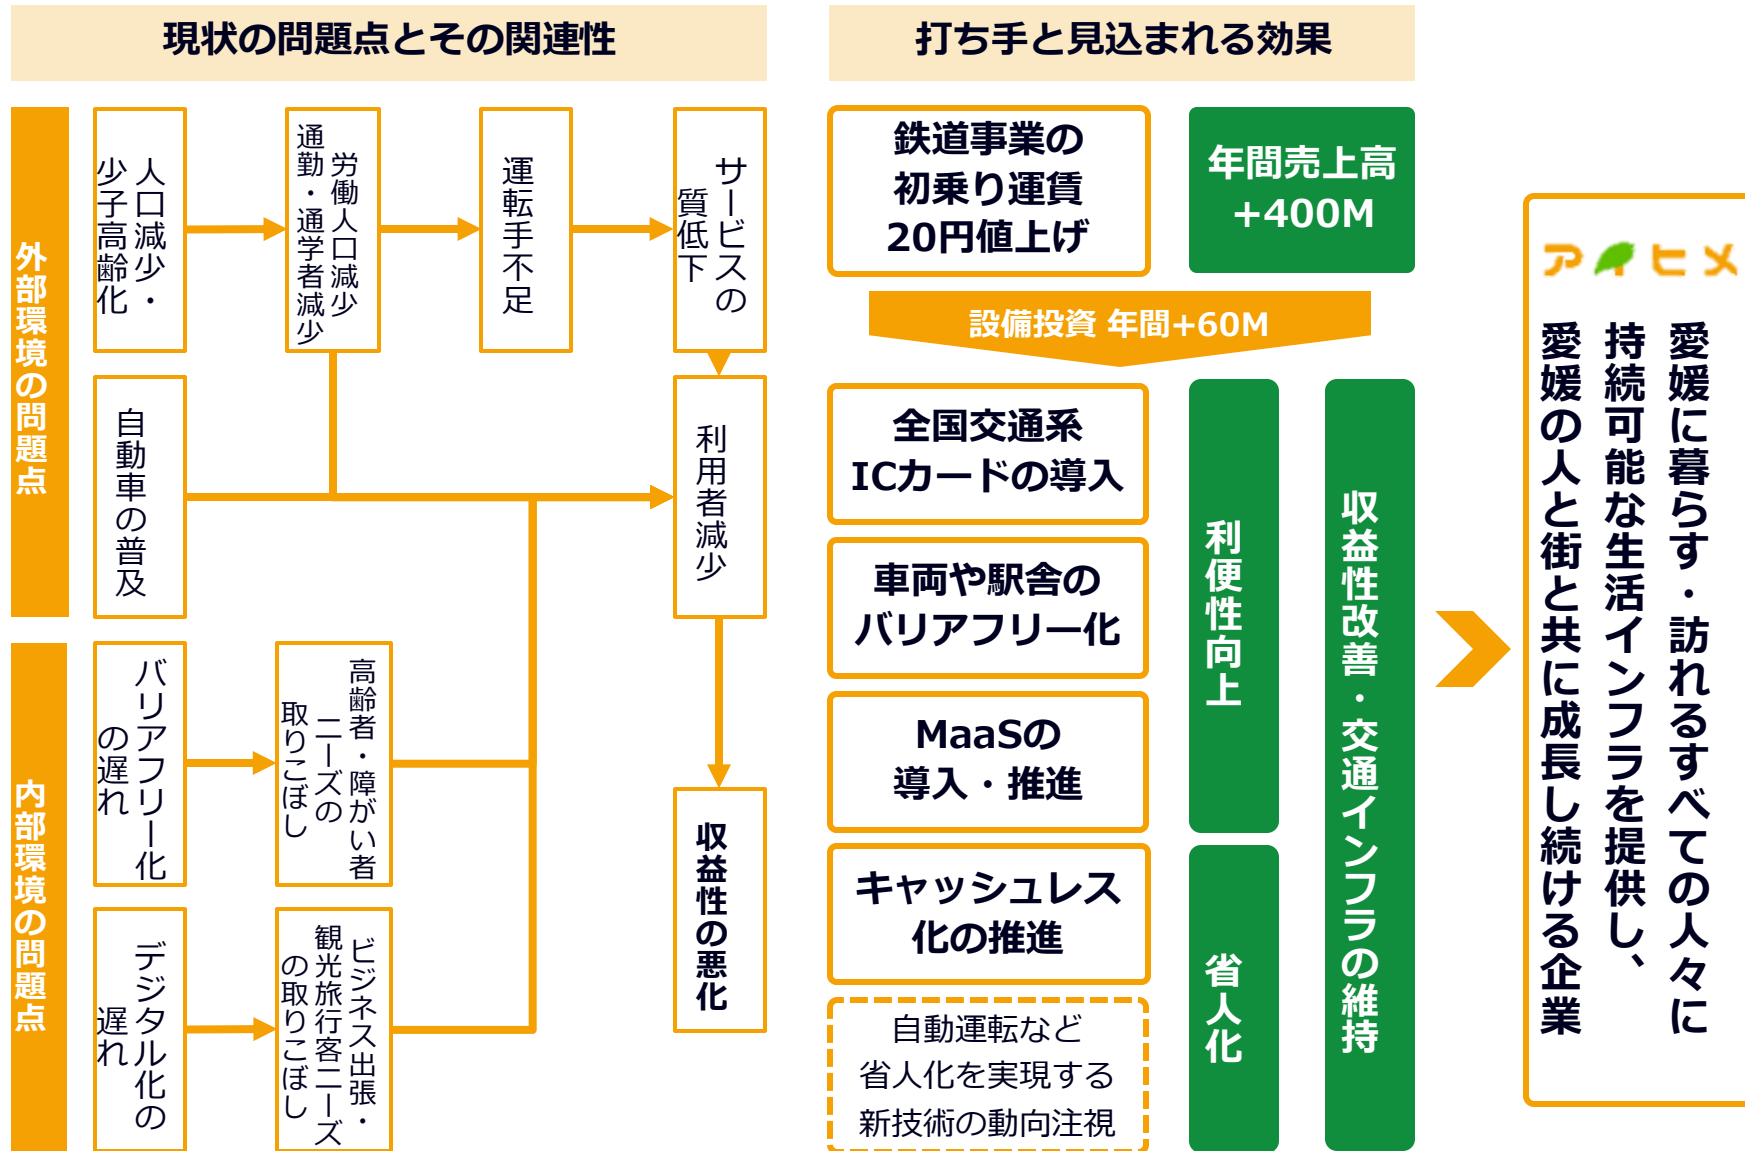 現状の問題点とその関連性
外部環境の問題点
人口減少・
少子高齢化
労働人口減少
通勤・通学者減少
運転手不足
サービスの
質低下
自動車の普及
利用者減少
内部環境の問題点
バリアフリー化
の遅れ
高齢者・障がい者
ニーズの
取りこぼし
デジタル化の
遅れ
ビジネス出張・
観光旅行客ニーズ
の取りこぼし
収益性の悪化
打ち手と見込まれる効果
鉄道事業の
初乗り運賃
20円値上げ
年間売上高
+400M
設備投資 年間+60M
全国交通系
ICカードの導入
車両や駅舎の
バリアフリー化
MaaSの
導入・推進
キャッシュレス
化の推進
自動運転など
省人化を実現する
新技術の動向注視
利便性向上
省人化
収益性改善・交通インフラの維持
アイヒメ
愛媛に暮らす・訪れるすべての人々に
持続可能な生活インフラを提供し、
愛媛の人と街と共に成長し続ける企業